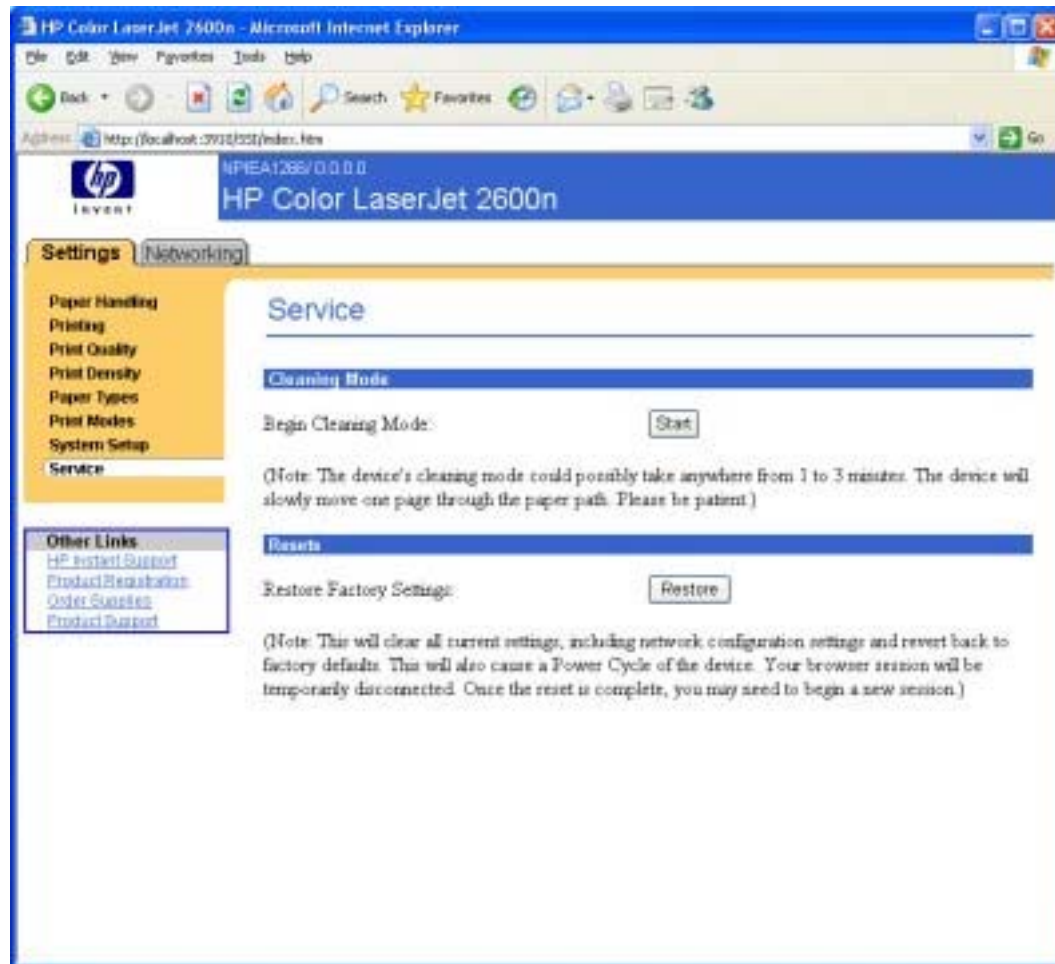 HP Color LaserJet 2600n - Microsoft Internet Explorer
File Edit View Favorites Tools Help
Back Search Favorites
Address http://localhost:3910/SSI/index.htm Go
hp
invent
NPIEA1286/ 0.0.0.0
HP Color LaserJet 2600n
Settings Networking
Paper Handling
Printing
Print Quality
Print Density
Paper Types
Print Modes
System Setup
Service
Other Links
HP Instant Support
Product Registration
Order Supplies
Product Support
Service
Cleaning Mode
Begin Cleaning Mode: Start
(Note: The device's cleaning mode could possibly take anywhere from 1 to 3 minutes. The device will
slowly move one page through the paper path. Please be patient.)
Resets
Restore Factory Settings: Restore
(Note: This will clear all current settings, including network configuration settings and revert back to
factory defaults. This will also cause a Power Cycle of the device. Your browser session will be
temporarily disconnected. Once the reset is complete, you may need to begin a new session.)